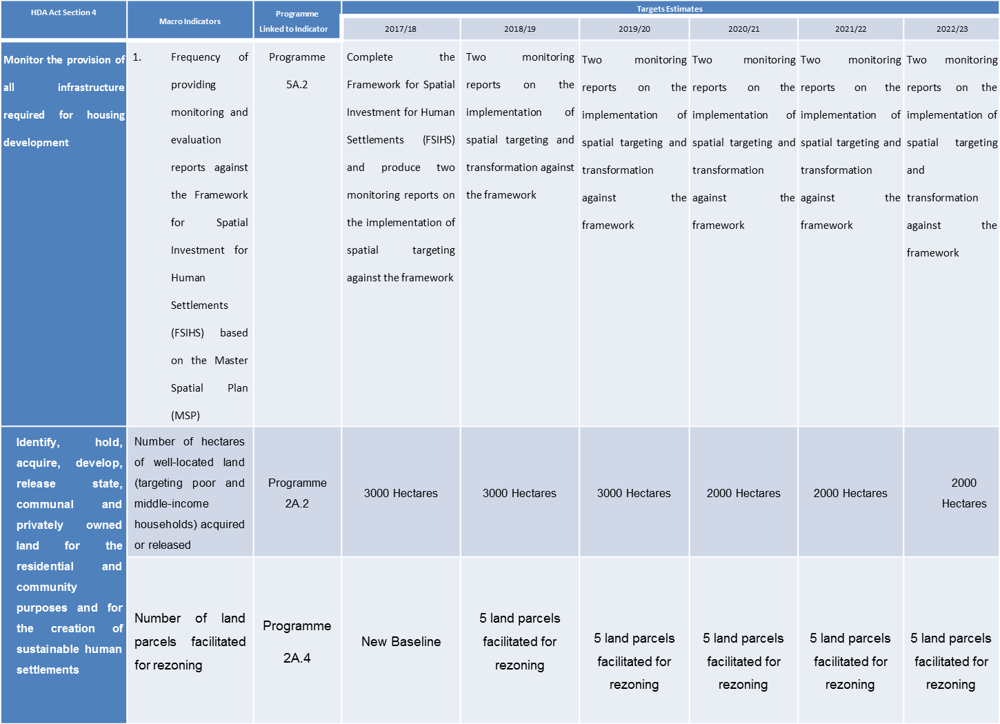 HDA Act Section 4
Macro Indicators
Programme
Linked to Indicator
Targets Estimates
2017/18
2018/19
2019/20
2020/21
2021/22
2022/23
Monitor the provision of
all infrastructure
required for housing
development
1. Frequency of
providing
monitoring and
evaluation
reports against
the Framework
for Spatial
Investment for
Human
Settlements
(FSIHS) based
on the Master
Spatial Plan
(MSP)
Programme
5A.2
Complete the
Framework for Spatial
Investment for Human
Settlements (FSIHS)
and produce two
monitoring reports on
the implementation of
spatial targeting
against the framework
Two monitoring
reports on the
implementation of
spatial targeting and
transformation against
the framework
Two monitoring
reports on the
implementation of
spatial targeting and
transformation
against the
framework
Two monitoring
reports on the
implementation of
spatial targeting and
transformation
against the
framework
Two monitoring
reports on the
implementation of
spatial targeting and
transformation
against the
framework
Two monitoring
reports on the
implementation of
spatial targeting
and
transformation
against the
framework
Identify, hold,
acquire, develop,
release state,
communal and
privately owned
land for the
residential and
community
purposes and for
the creation of
sustainable human
settlements
Number of hectares
of well-located land
(targeting poor and
middle-income
households) acquired
or released
Programme
2A.2
3000 Hectares
3000 Hectares
3000 Hectares
2000 Hectares
2000 Hectares
2000
Hectares
Number of land
parcels facilitated
for rezoning
Programme
2A.4
New Baseline
5 land parcels
facilitated for
rezoning
5 land parcels
facilitated for
rezoning
5 land parcels
facilitated for
rezoning
5 land parcels
facilitated for
rezoning
5 land parcels
facilitated for
rezoning